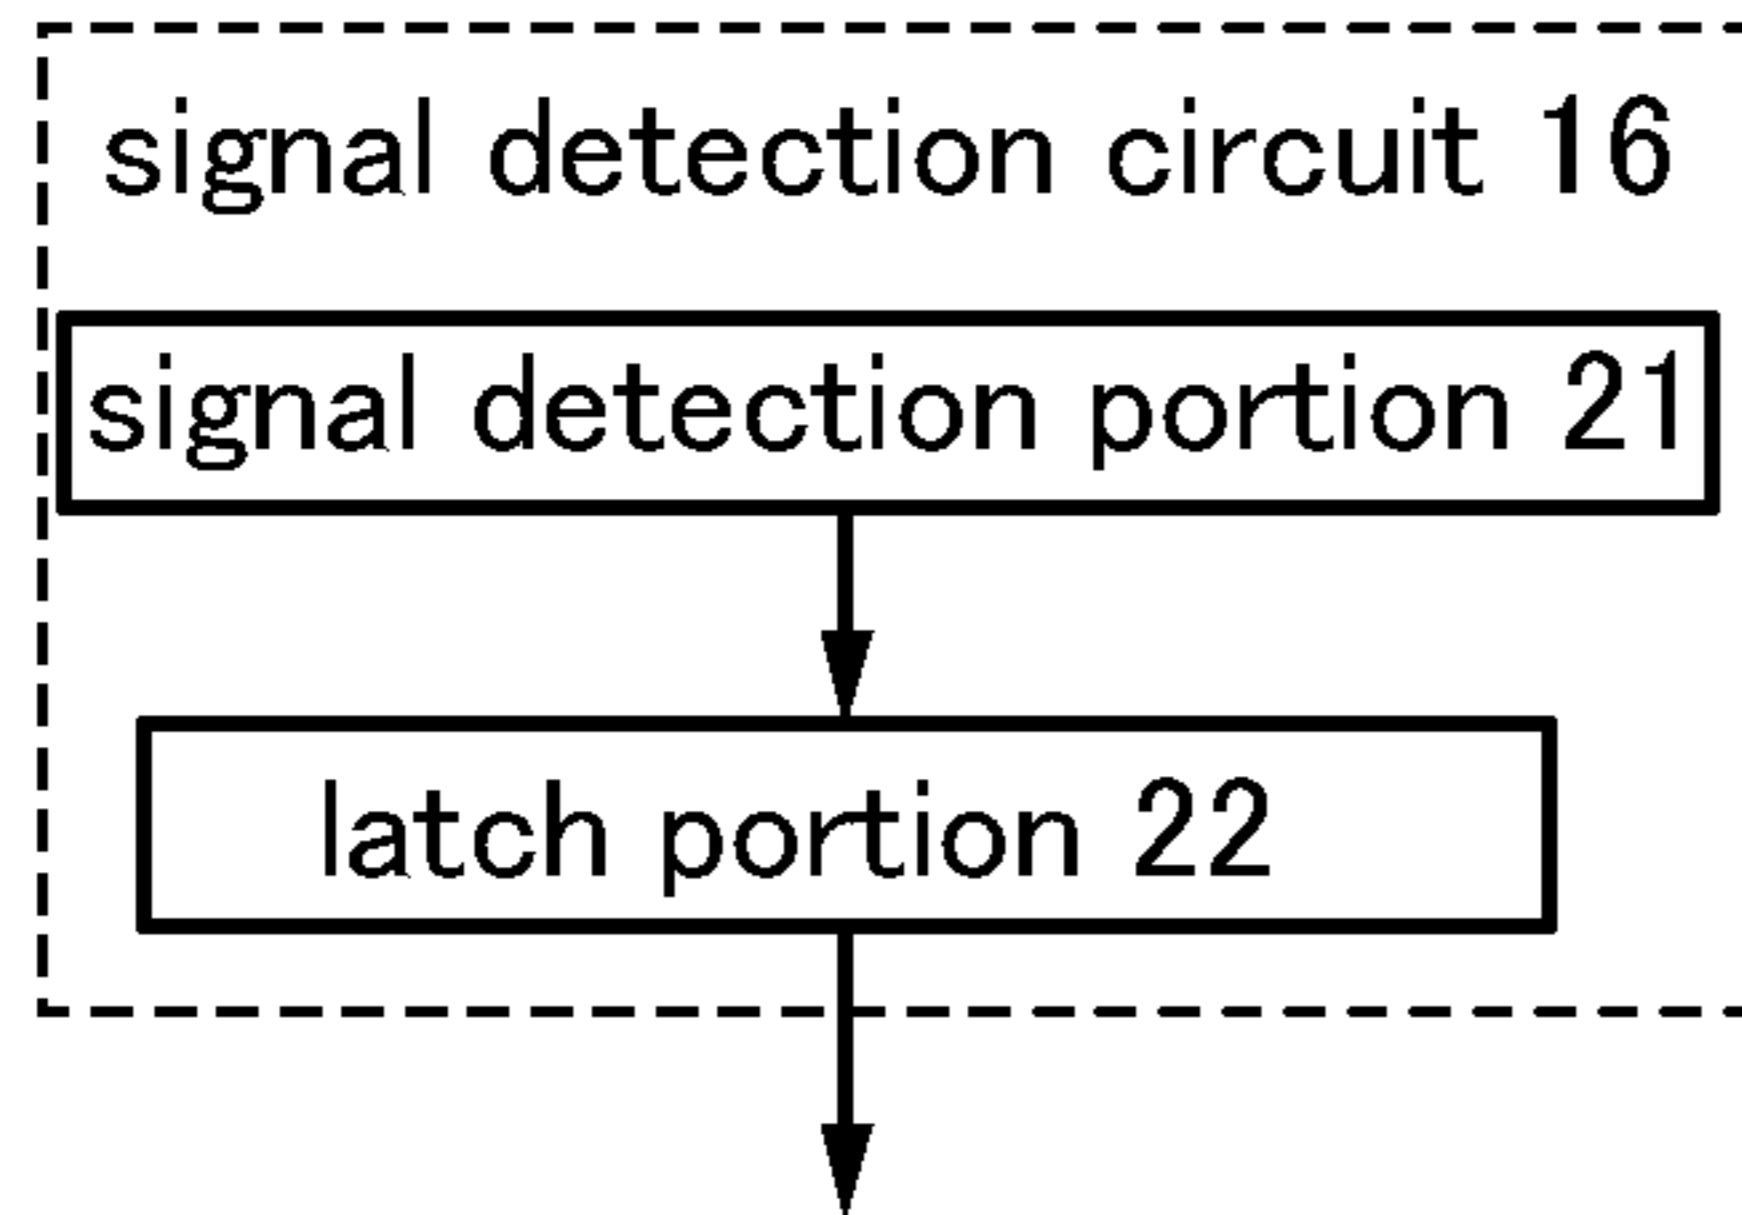 signal detection circuit 16
signal detection portion 21
latch portion 22